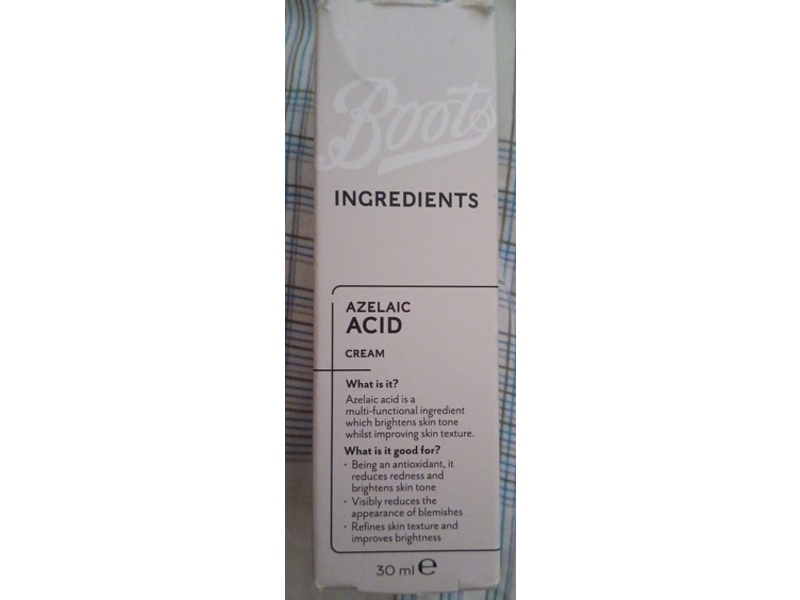 Boots
INGREDIENTS
AZELAIC
ACID
CREAM
What is it?
Azelaic acid is a
multi-functional ingredient
which brightens skin tone
whilst improving skin texture.
What is it good for?
· Being an antioxidant, it
reduces redness and
brightens skin tone
· Visibly reduces the
appearance of blemishes
· Refines skin texture and
improves brightness
30 ml ℮